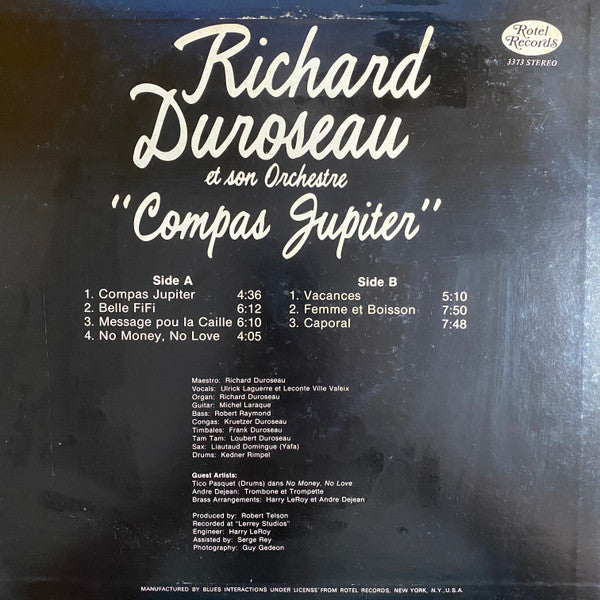 Rotel
Records
3373 STEREO
Richard
Duroseau
et son Orchestre
"Compas Jupiter"
Side A
1. Compas Jupiter 4:36
2. Belle FiFi 6:12
3. Message pou la Caille 6:10
4. No Money, No Love 4:05
Side B
1. Vacances 5:10
2. Femme et Boisson 7:50
3. Caporal 7:48
Maestro: Richard Duroseau
Vocals: Ulrick Laguerre et Leconte Ville Valeix
Organ: Richard Duroseau
Guitar: Michel Laraque
Bass: Robert Raymond
Congas: Kruetzer Duroseau
Timbales: Frank Duroseau
Tam Tam: Loubert Duroseau
Sax: Liautaud Domingue (Yafa)
Drums: Kedner Rimpel
Guest Artists:
Tico Pasquet (Drums) dans No Money, No Love
Andre Dejean: Trombone et Trompette
Brass Arrangements: Harry LeRoy et Andre Dejean
Produced by: Robert Telson
Recorded at "Lerrey Studios"
Engineer: Harry LeRoy
Assisted by: Serge Rey
Photography: Guy Gedeon
MANUFACTURED BY BLUES INTERACTIONS UNDER LICENSE FROM ROTEL RECORDS, NEW YORK, N.Y., U.S.A.